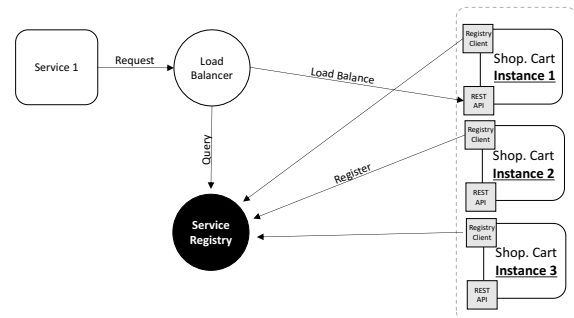 Service 1
Request
Load
Balancer
Load Balance
Query
Register
Service
Registry
Registry
Client
Shop. Cart
Instance 1
REST
API
Registry
Client
Shop. Cart
Instance 2
REST
API
Registry
Client
Shop. Cart
Instance 3
REST
API